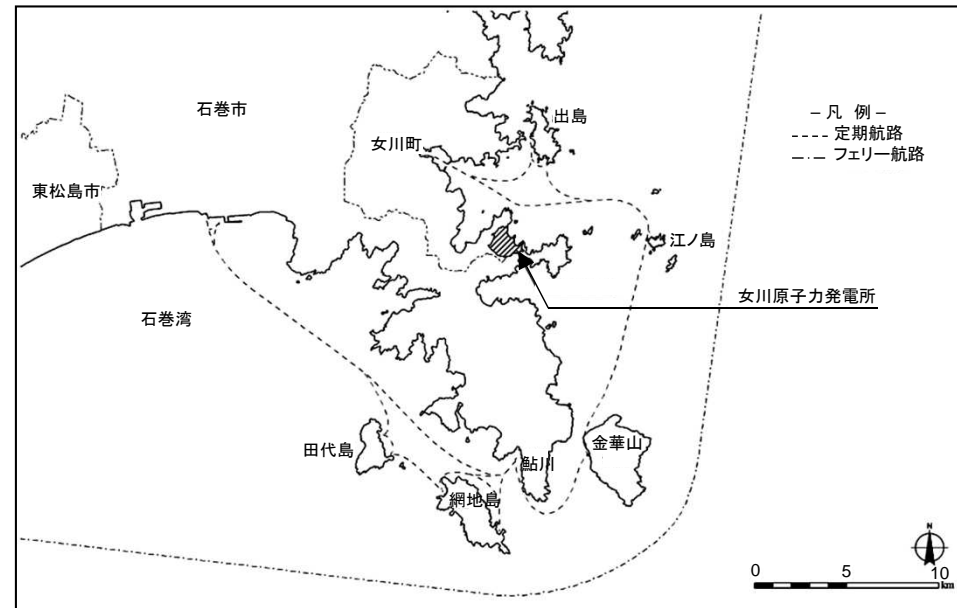 石巻市
出島
－凡 例－
定期航路
フェリー航路
女川町
東松島市
江ノ島
女川原子力発電所
石巻湾
田代島
鮎川
金華山
網地島
N
0 5 10
km